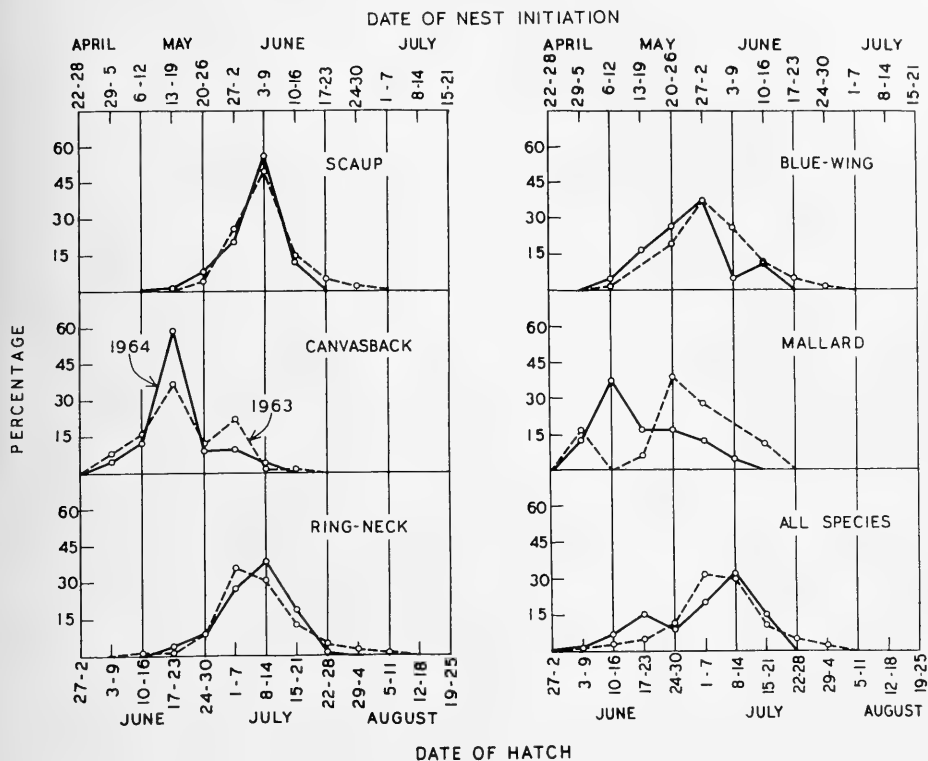 DATE OF NEST INITIATION
APRIL MAY JUNE JULY
22-28 29-5 6-12 13-19 20-26 27-2 3-9 10-16 17-23 24-30 1-7 8-14 15-21
APRIL MAY JUNE JULY
22-28 29-5 6-12 13-19 20-26 27-2 3-9 10-16 17-23 24-30 1-7 8-14 15-21
PERCENTAGE
60
45
30
15
SCAUP
60
45
30
15
BLUE-WING
60
45
30
15
1964
CANVASBACK
1963
60
45
30
15
MALLARD
45
30
15
RING-NECK
45
30
15
ALL SPECIES
27-2 3-9 10-16 17-23 24-30 1-7 8-14 15-21 22-28 29-4 5-11 12-18 19-25
JUNE JULY AUGUST
27-2 3-9 10-16 17-23 24-30 1-7 8-14 15-21 22-28 29-4 5-11 12-18 19-25
JUNE JULY AUGUST
DATE OF HATCH